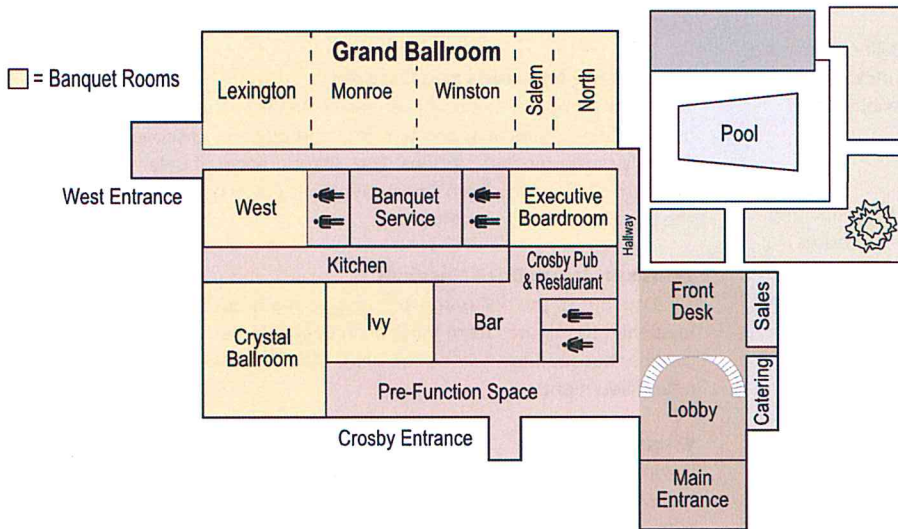 = Banquet Rooms
Grand Ballroom
Lexington
Monroe
Winston
Salem
North
Pool
West Entrance
West
Banquet
Service
Executive
Boardroom
Hallway
Kitchen
Crosby Pub
& Restaurant
Front
Desk
Sales
Crystal
Ballroom
Ivy
Bar
Pre-Function Space
Lobby
Catering
Crosby Entrance
Main
Entrance